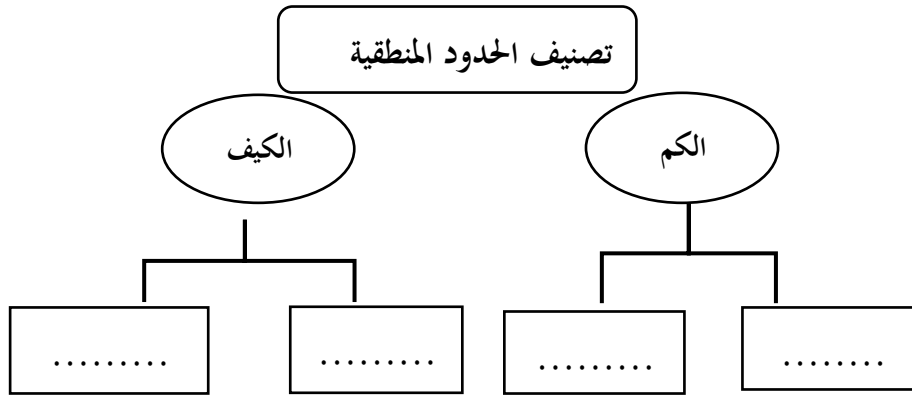 تصنيف الحدود المنطقية
الكم
الكيف
........
.........
.........
.........